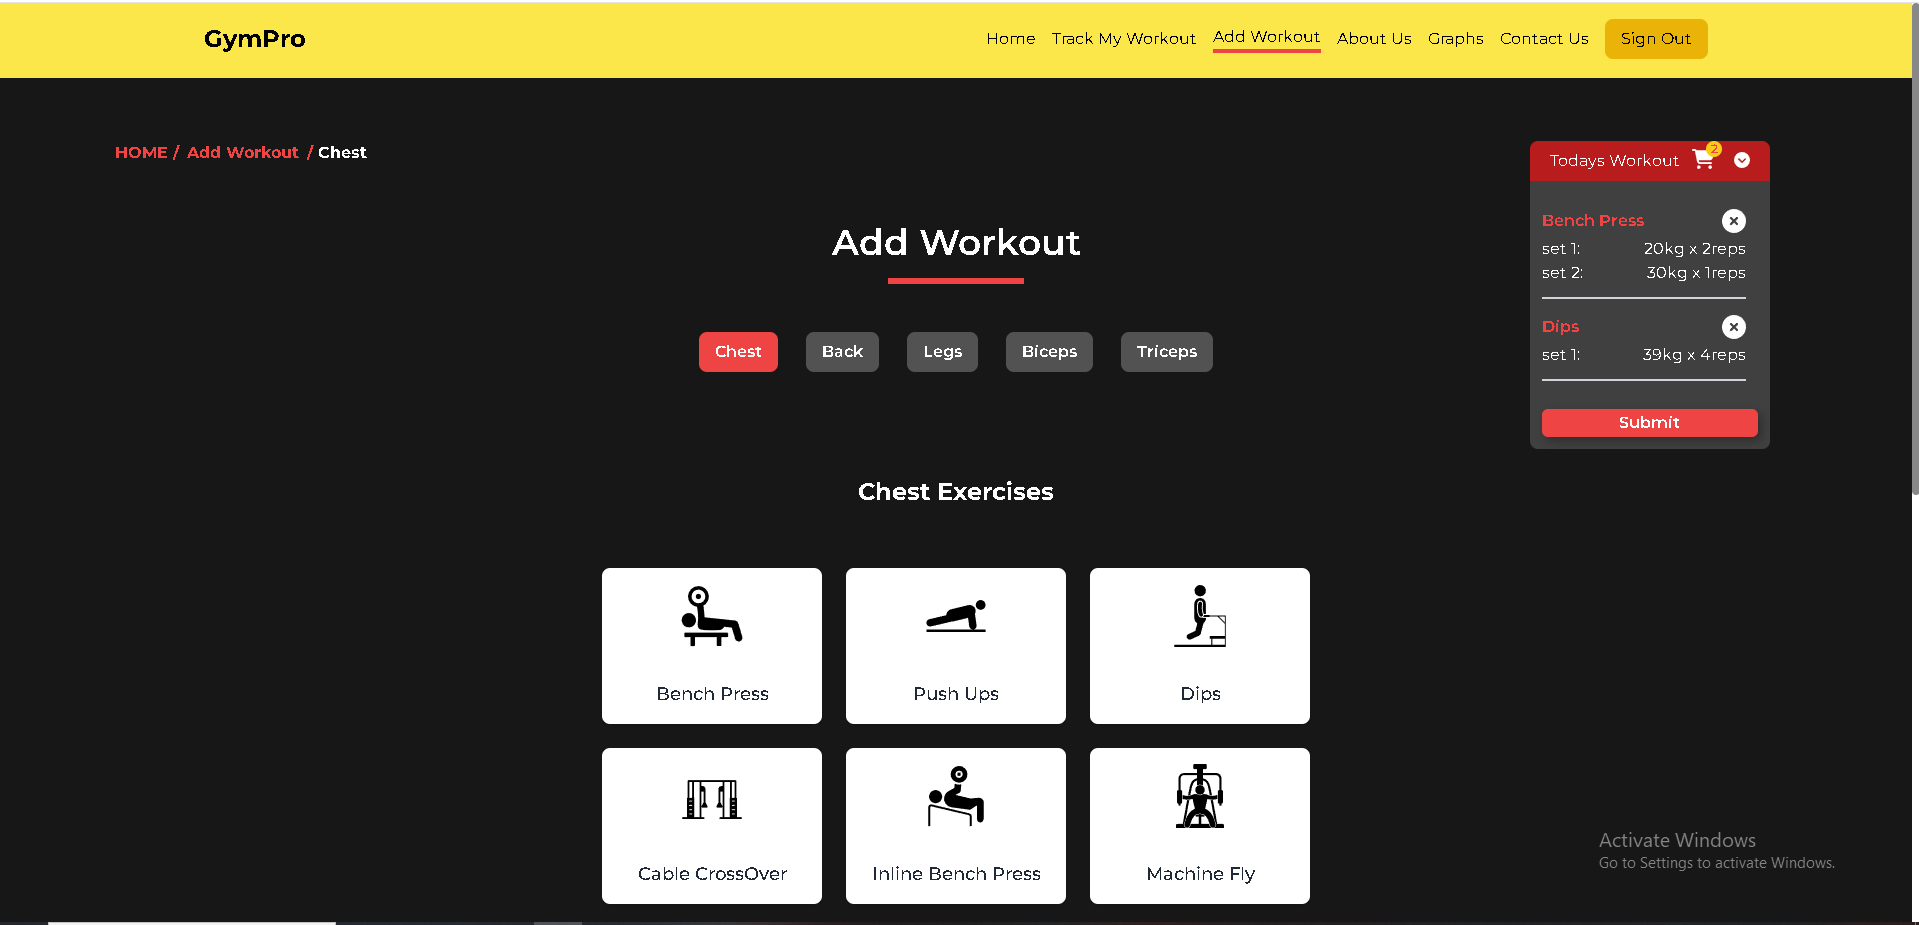 GymPro
Home Track My Workout Add Workout About Us Graphs Contact Us Sign Out
HOME / Add Workout / Chest
Todays Workout 2
Bench Press
set 1: 20kg x 2reps
set 2: 30kg x 1reps
Dips
set 1: 39kg x 4reps
Submit
Add Workout
Chest Back Legs Biceps Triceps
Chest Exercises
Bench Press Push Ups Dips
Cable CrossOver Inline Bench Press Machine Fly
Activate Windows
Go to Settings to activate Windows.